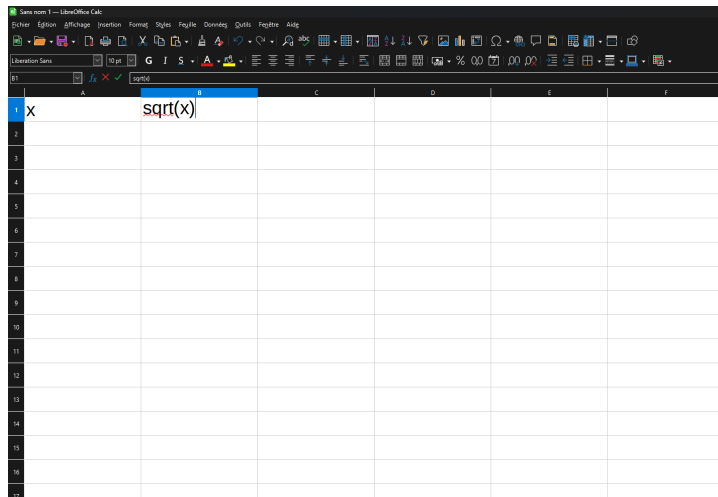 Sans nom 1 — LibreOffice Calc
Fichier Édition Affichage Insertion Format Styles Feuille Données Outils Fenêtre Aide
Liberation Sans 10 pt G I S A %
B1 fx sqrt(x)
A B C D E F
1 x sqrt(x)
2
3
4
5
6
7
8
9
10
11
12
13
14
15
16
17